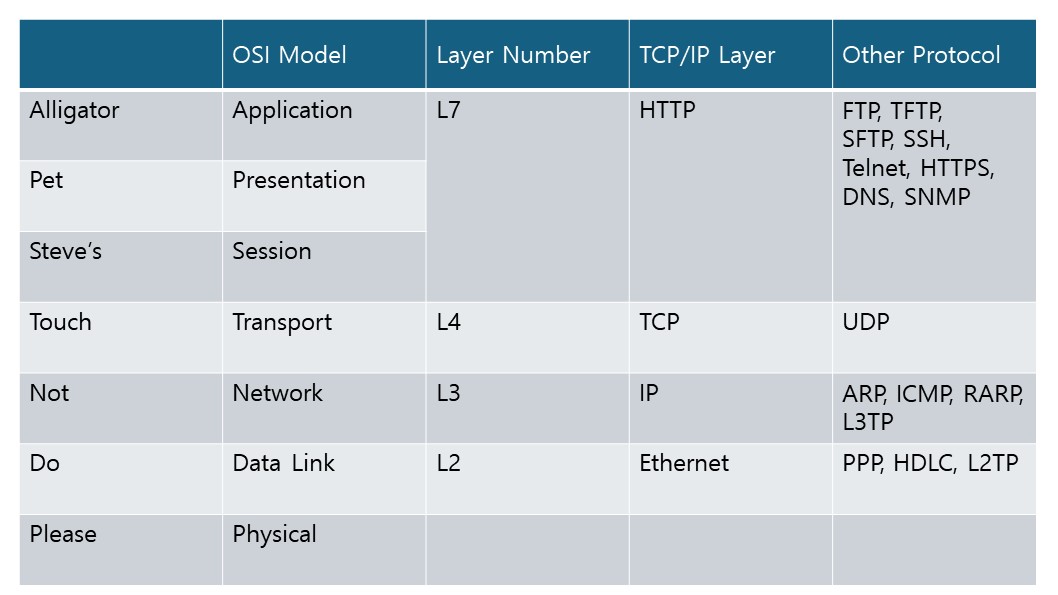 OSI Model Layer Number TCP/IP Layer Other Protocol
Alligator Application L7 HTTP FTP, TFTP,
SFTP, SSH,
Telnet, HTTPS,
DNS, SNMP
Pet Presentation
Steve’s Session
Touch Transport L4 TCP UDP
Not Network L3 IP ARP, ICMP, RARP,
L3TP
Do Data Link L2 Ethernet PPP, HDLC, L2TP
Please Physical